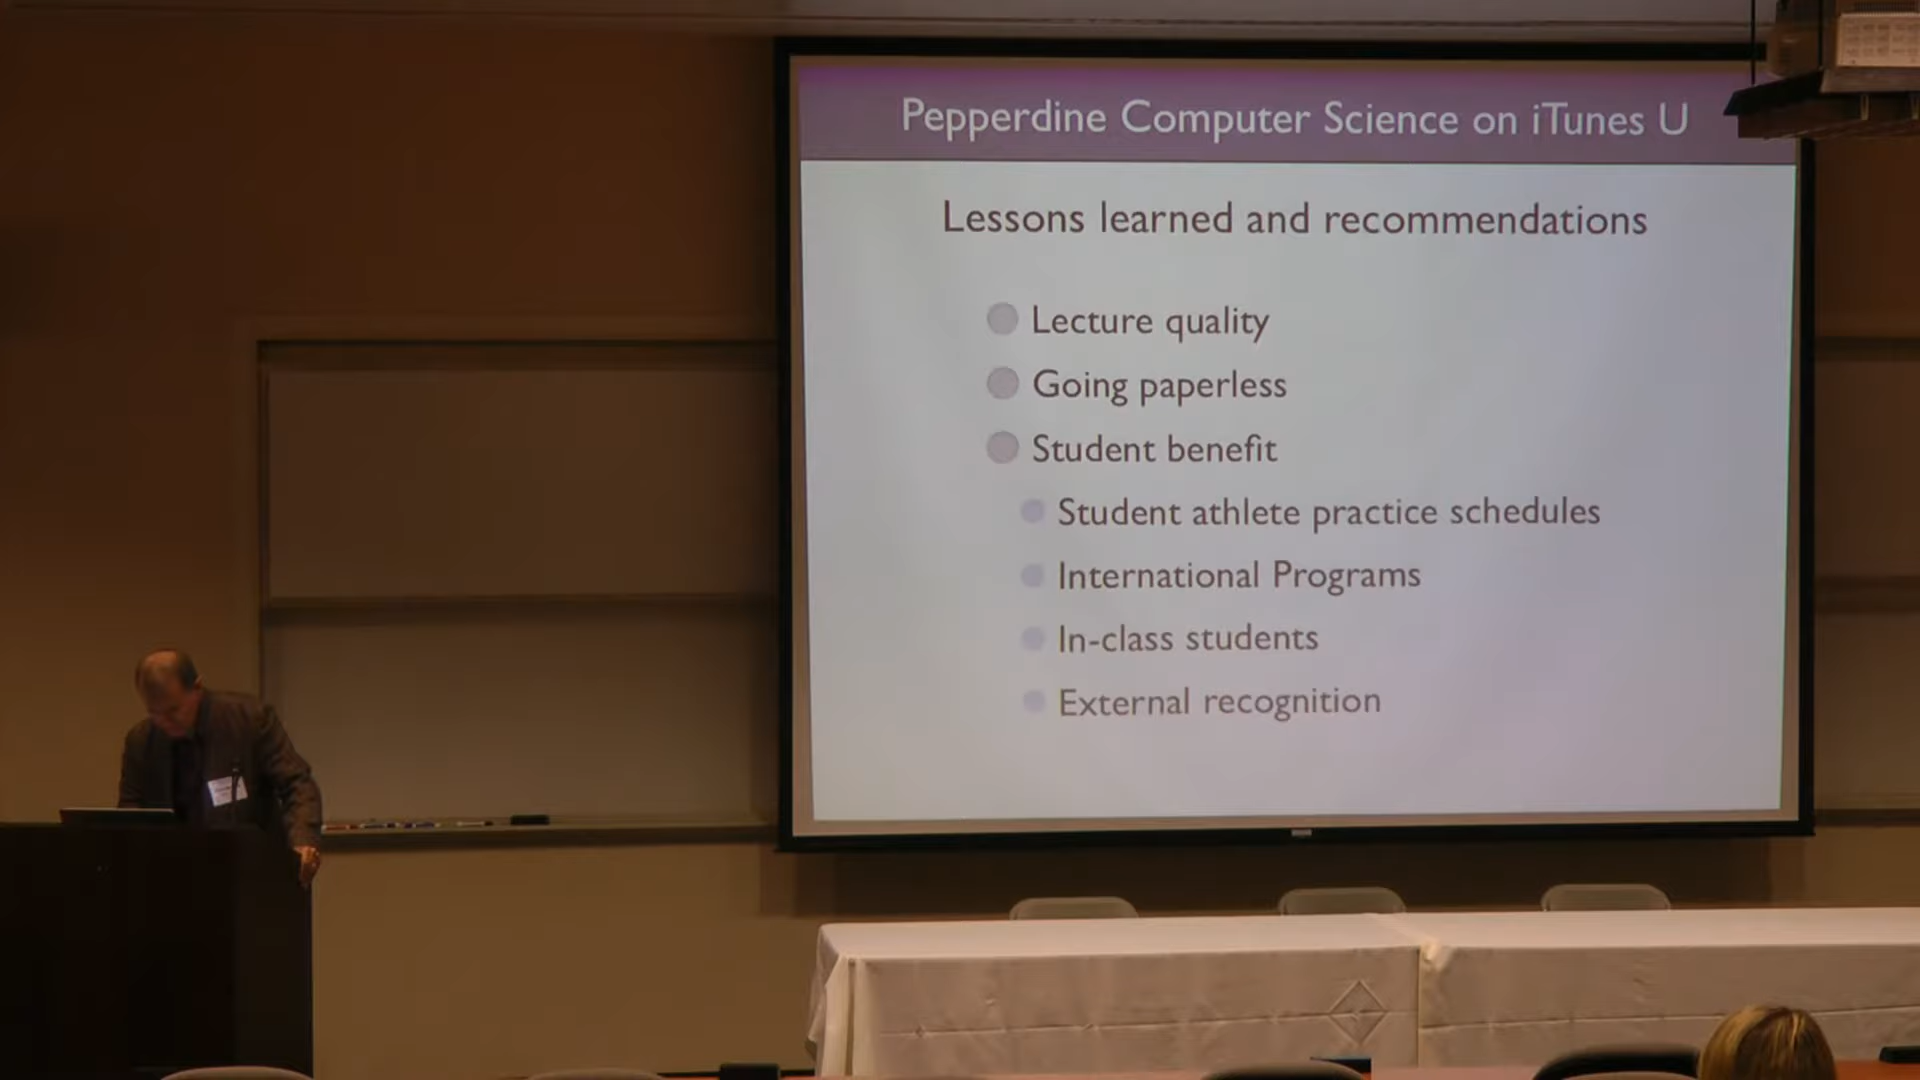 Pepperdine Computer Science on iTunes U
Lessons learned and recommendations
Lecture quality
Going paperless
Student benefit
Student athlete practice schedules
International Programs
In-class students
External recognition